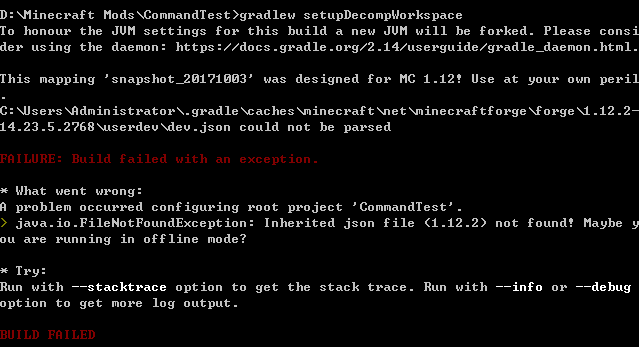 D:\Minecraft Mods\CommandTest>gradlew setupDecompWorkspace
To honour the JVM settings for this build a new JVM will be forked. Please consi
der using the daemon: https://docs.gradle.org/2.14/userguide/gradle_daemon.html.
This mapping 'snapshot_20171003' was designed for MC 1.12! Use at your own peril
.
C:\Users\Administrator\.gradle\caches\minecraft\net\minecraftforge\forge\1.12.2-
14.23.5.2768\userdev\dev.json could not be parsed
FAILURE: Build failed with an exception.
* What went wrong:
A problem occurred configuring root project 'CommandTest'.
> java.io.FileNotFoundException: Inherited json file (1.12.2) not found! Maybe y
ou are running in offline mode?
* Try:
Run with --stacktrace option to get the stack trace. Run with --info or --debug
option to get more log output.
BUILD FAILED